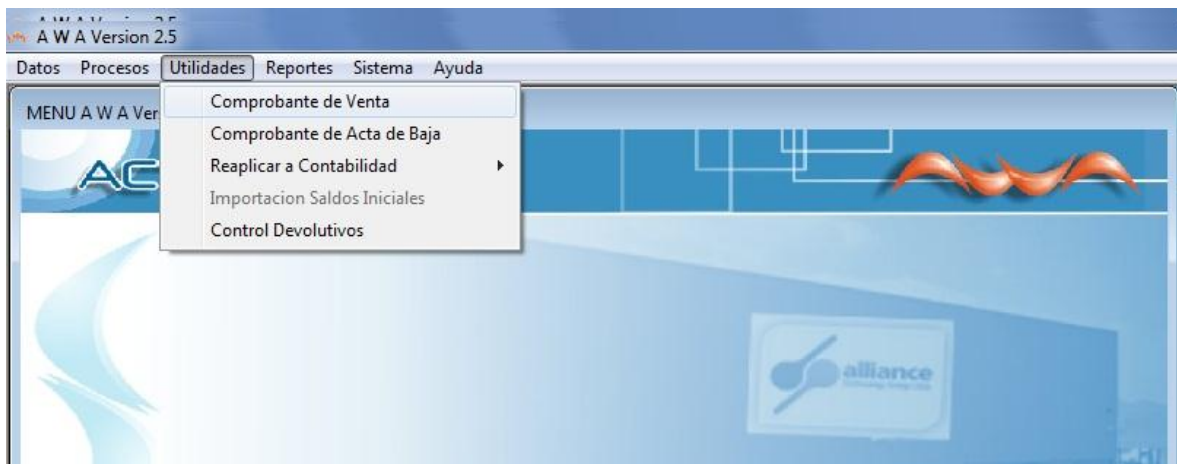 A W A Version 2.5
Datos Procesos Utilidades Reportes Sistema Ayuda
MENU A W A Ver
Comprobante de Venta
Comprobante de Acta de Baja
Reaplicar a Contabilidad
Importacion Saldos Iniciales
Control Devolutivos
AC
alliance